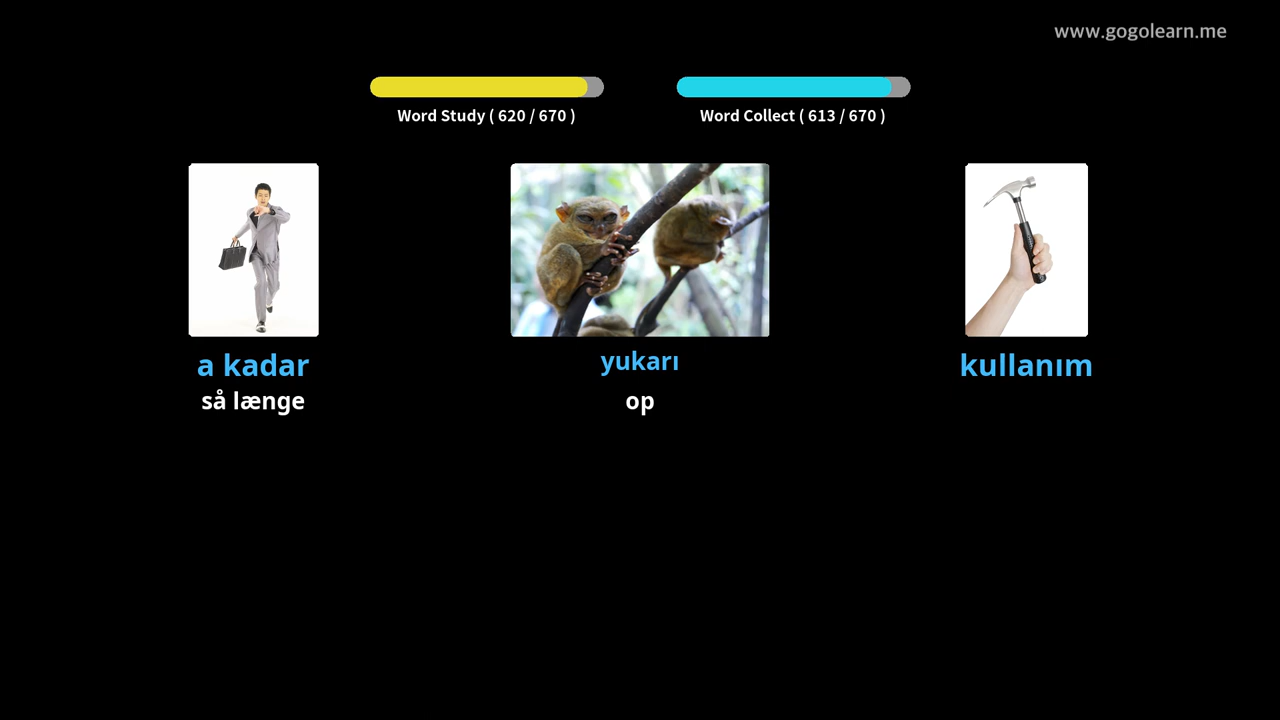 www.gogolearn.me
Word Study ( 620 / 670 )
Word Collect ( 613 / 670 )
a kadar
så længe
yukarı
op
kullanım